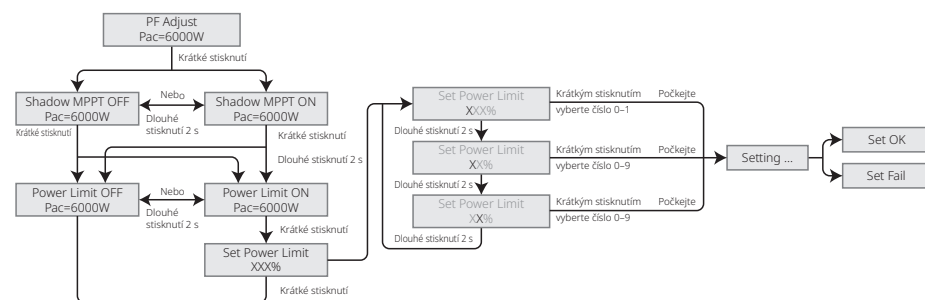 PF Adjust
Pac=6000W
Krátké stisknutí
Shadow MPPT OFF
Pac=6000W
Nebo
Dlouhé
stisknutí 2 s
Shadow MPPT ON
Pac=6000W
Krátké stisknutí
Krátké stisknutí
Dlouhé stisknutí 2 s
Power Limit OFF
Pac=6000W
Nebo
Dlouhé
stisknutí 2 s
Power Limit ON
Pac=6000W
Krátké stisknutí
Set Power Limit
XXX%
Krátké stisknutí
Set Power Limit
XXX%
Krátkým stisknutím
vyberte číslo 0–1
Počkejte
Dlouhé stisknutí 2 s
Set Power Limit
XX%
Krátkým stisknutím
vyberte číslo 0–9
Počkejte
Dlouhé stisknutí 2 s
Set Power Limit
XX%
Krátkým stisknutím
vyberte číslo 0–9
Počkejte
Dlouhé stisknutí 2 s
Setting ...
Set OK
Set Fail